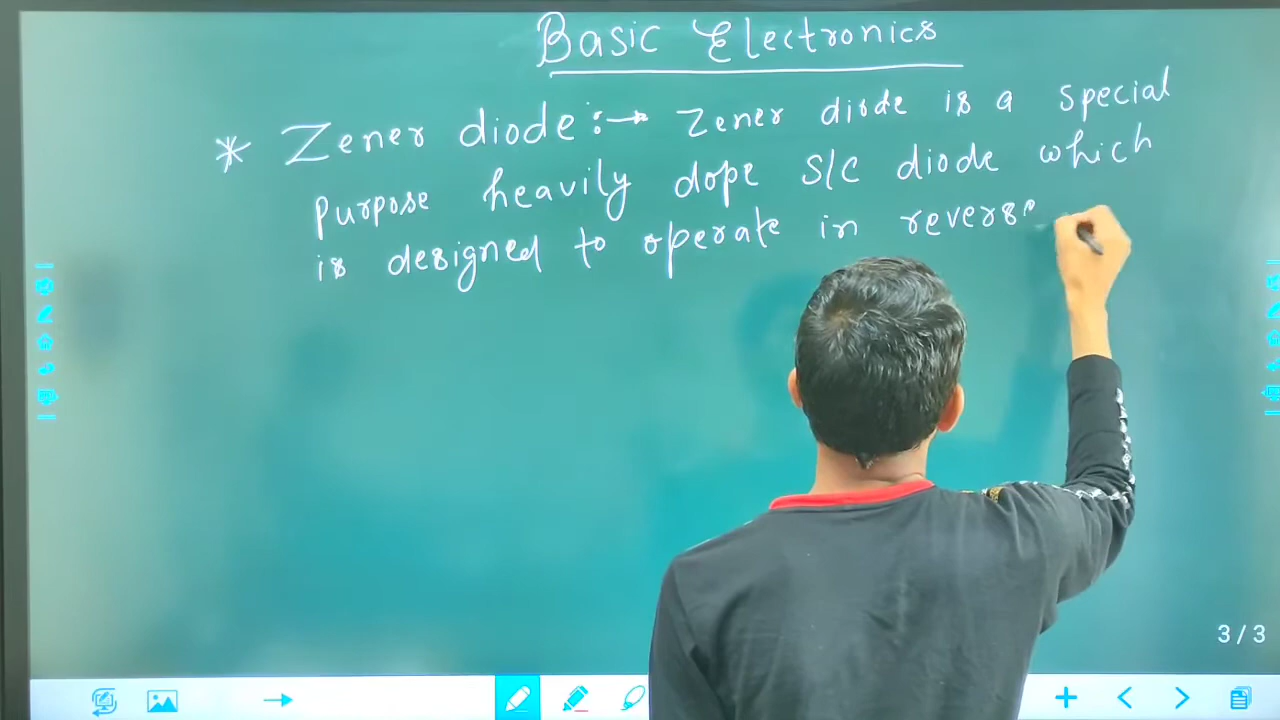 Basic Electronics
* Zener diode:→ Zener diode is a special
purpose heavily dope S/C diode which
is designed to operate in reverse
3/3